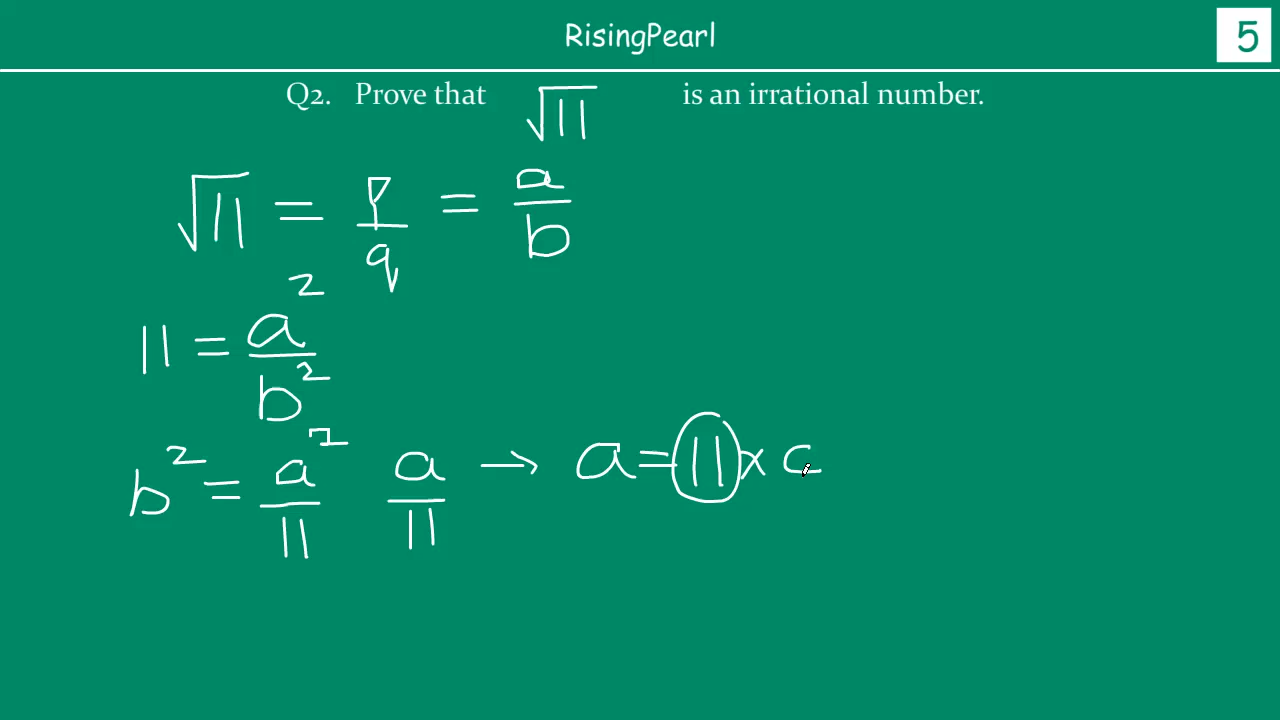 RisingPearl
5
Q2. Prove that √11 is an irrational number.
√11 = p/q = a/b
11 = a²/b²
b² = a²/11 a/11 → a = 11 × c